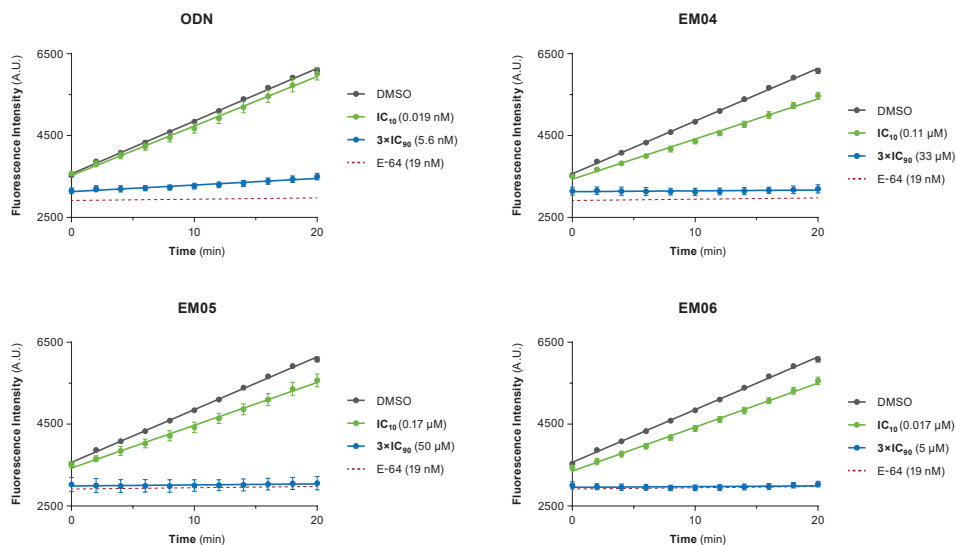 ODN
6500
4500
2500
Fluorescence Intensity (A.U.)
0
10
20
Time (min)
DMSO
IC10 (0.019 nM)
3×IC90 (5.6 nM)
E-64 (19 nM)
EM04
6500
4500
2500
Fluorescence Intensity (A.U.)
0
10
20
Time (min)
DMSO
IC10 (0.11 µM)
3×IC90 (33 µM)
E-64 (19 nM)
EM05
6500
4500
2500
Fluorescence Intensity (A.U.)
0
10
20
Time (min)
DMSO
IC10 (0.17 µM)
3×IC90 (50 µM)
E-64 (19 nM)
EM06
6500
4500
2500
Fluorescence Intensity (A.U.)
0
10
20
Time (min)
DMSO
IC10 (0.017 µM)
3×IC90 (5 µM)
E-64 (19 nM)